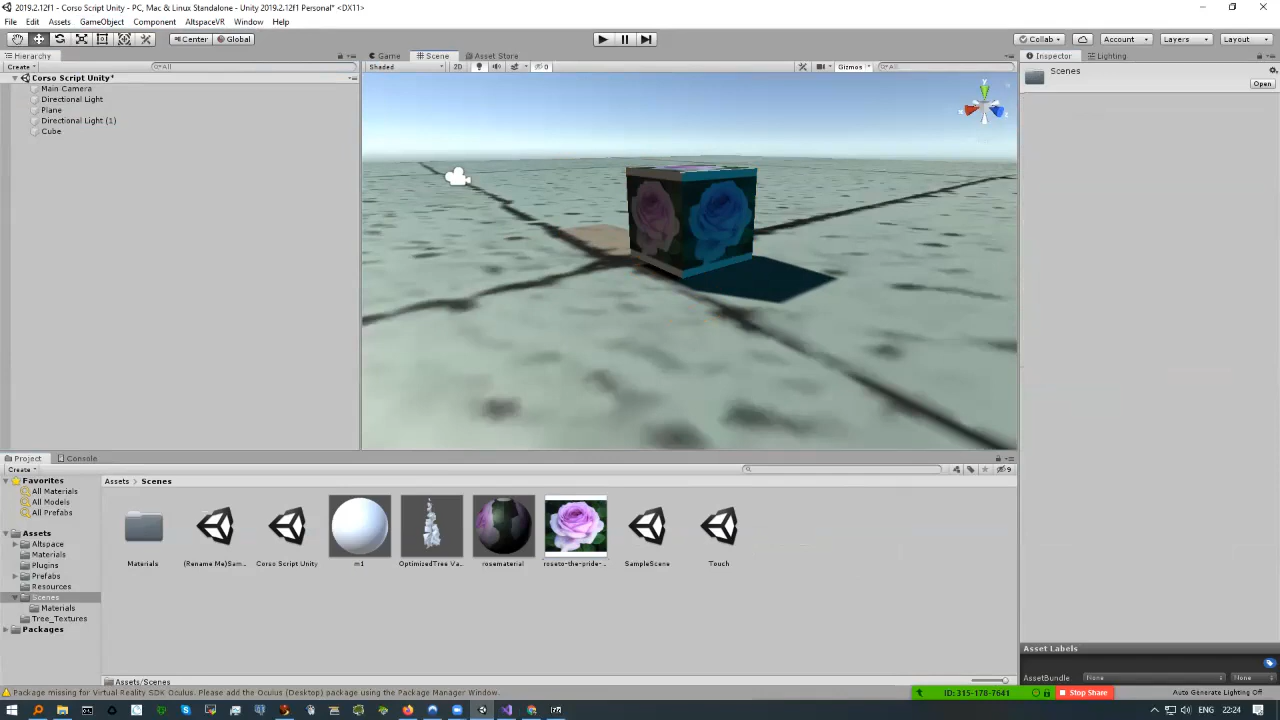 2019.2.12f1 - Corso Script Unity - PC, Mac & Linux Standalone - Unity 2019.2.12f1 Personal* <DX11>
File Edit Assets GameObject Component AltspaceVR Window Help
Center Global Collab Account Layers Layout
Hierarchy Game Scene Asset Store Inspector Lighting
Create All Shaded 2D 0 Gizmos All
Corso Script Unity* Scenes
Main Camera Open
Directional Light
Plane
Directional Light (1)
Cube
y
Project Console
Create 9
Favorites Assets Scenes
All Materials
All Models
All Prefabs
Assets
Altspace
Materials
Plugins
Prefabs
Resources
Scenes
Materials
Tree_Textures
Packages
Materials (Rename Me)Sam... Corso Script Unity m1 OptimizedTree Va... rosematerial roseto-the-pride-... SampleScene Touch
Asset Labels
Assets/Scenes AssetBundle None None
Package missing for Virtual Reality SDK Oculus. Please add the Oculus (Desktop) package using the Package Manager Window.
ID: 315-178-7641 Stop Share Auto Generate Lighting Off
ENG 22:24